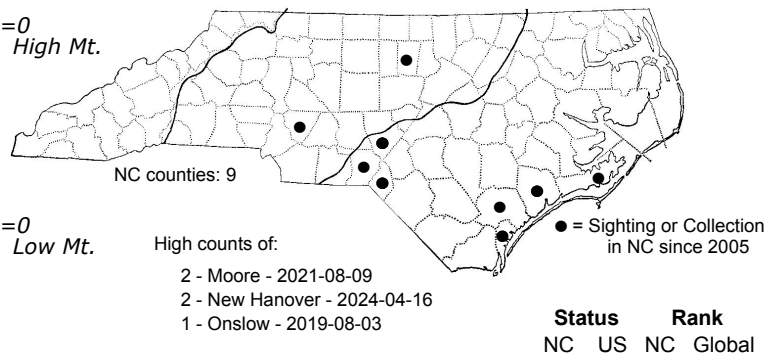 =0
High Mt.
NC counties: 9
=0
Low Mt.
High counts of:
2 - Moore - 2021-08-09
2 - New Hanover - 2024-04-16
1 - Onslow - 2019-08-03
= Sighting or Collection
in NC since 2005
Status Rank
NC US NC Global